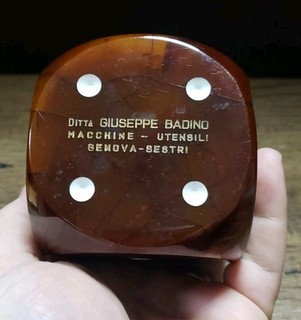 Ditta GIUSEPPE BADINO
MACCHINE - UTENSILI
GENOVA-SESTRI